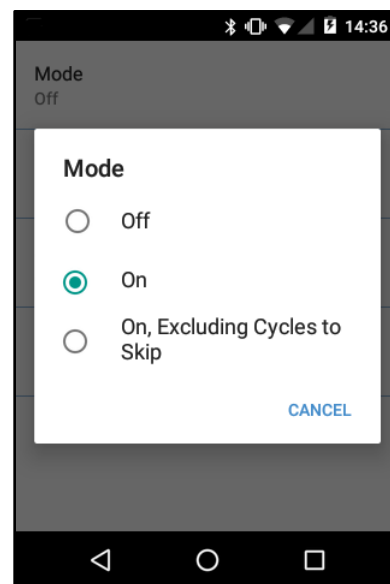 14:36
Mode
Off
Mode
Off
On
On, Excluding Cycles to
Skip
CANCEL